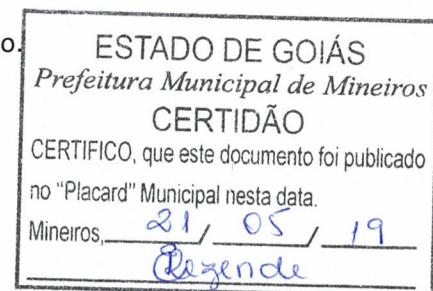 o.
ESTADO DE GOIÁS
Prefeitura Municipal de Mineiros
CERTIDÃO
CERTIFICO, que este documento foi publicado
no "Placard" Municipal nesta data.
Mineiros, 21 / 05 / 19
Rezende